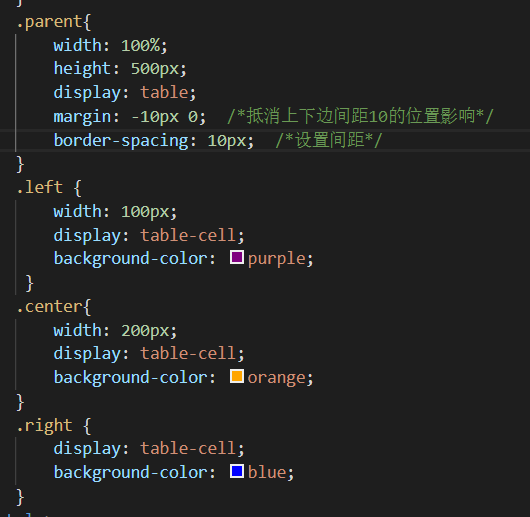 }
.parent{
width: 100%;
height: 500px;
display: table;
margin: -10px 0;  /*抵消上下边间距10的位置影响*/
border-spacing: 10px;  /*设置间距*/
}
.left {
width: 100px;
display: table-cell;
background-color: purple;
}
.center{
width: 200px;
display: table-cell;
background-color: orange;
}
.right {
display: table-cell;
background-color: blue;
}